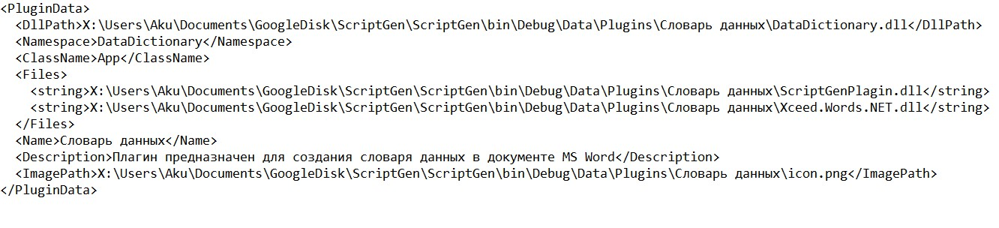 <PluginData>
<DllPath>X:\Users\Aku\Documents\GoogleDisk\ScriptGen\ScriptGen\bin\Debug\Data\Plugins\Словарь данных\DataDictionary.dll</DllPath>
<Namespace>DataDictionary</Namespace>
<ClassName>App</ClassName>
<Files>
<string>X:\Users\Aku\Documents\GoogleDisk\ScriptGen\ScriptGen\bin\Debug\Data\Plugins\Словарь данных\ScriptGenPlagin.dll</string>
<string>X:\Users\Aku\Documents\GoogleDisk\ScriptGen\ScriptGen\bin\Debug\Data\Plugins\Словарь данных\Xceed.Words.NET.dll</string>
</Files>
<Name>Словарь данных</Name>
<Description>Плагин предназначен для создания словаря данных в документе MS Word</Description>
<ImagePath>X:\Users\Aku\Documents\GoogleDisk\ScriptGen\ScriptGen\bin\Debug\Data\Plugins\Словарь данных\icon.png</ImagePath>
</PluginData>